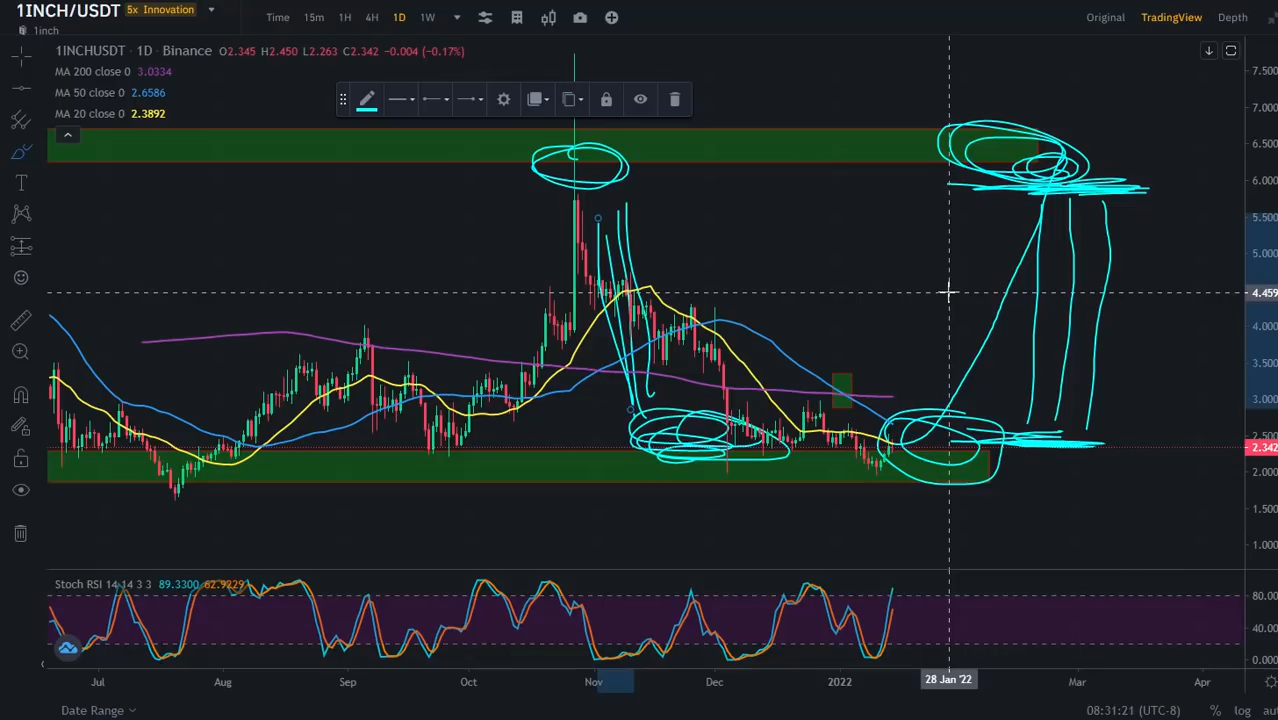 1INCH/USDT 5x Innovation
1inch
Time 15m 1H 4H 1D 1W
Original TradingView Depth
1INCHUSDT · 1D · Binance O2.345 H2.450 L2.263 C2.342 −0.004 (−0.17%)
MA 200 close 0 3.0334
MA 50 close 0 2.6586
MA 20 close 0 2.3892
7.500
7.000
6.500
6.000
5.500
5.000
4.459
4.000
3.500
3.000
2.500
2.342
2.000
1.500
1.000
Stoch RSI 14 14 3 3 89.3300 62.9229
80.00
40.00
0.000
Jul Aug Sep Oct Nov Dec 2022 28 Jan '22 Mar Apr
Date Range 08:31:21 (UTC-8) % log